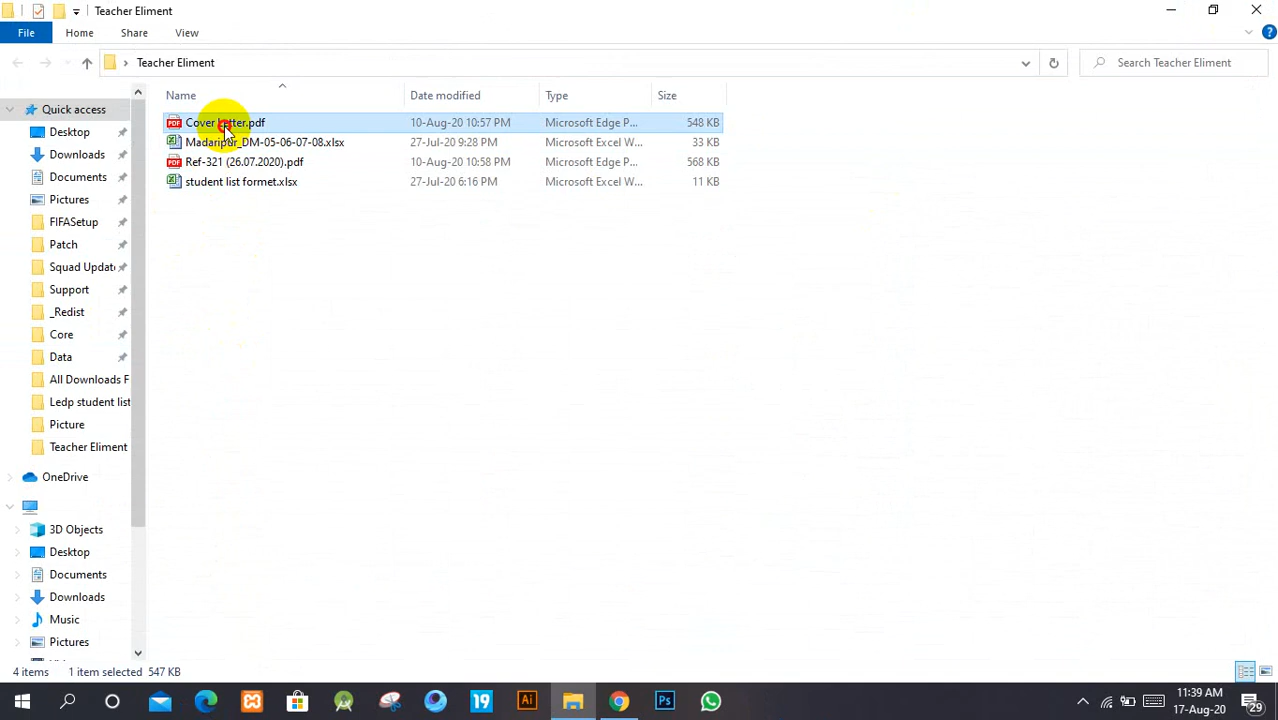 Teacher Eliment
File Home Share View
Teacher Eliment
Search Teacher Eliment
Name Date modified Type Size
Cover Letter.pdf 10-Aug-20 10:57 PM Microsoft Edge P... 548 KB
Madaripur_DM-05-06-07-08.xlsx 27-Jul-20 9:28 PM Microsoft Excel W... 33 KB
Ref-321 (26.07.2020).pdf 10-Aug-20 10:58 PM Microsoft Edge P... 568 KB
student list formet.xlsx 27-Jul-20 6:16 PM Microsoft Excel W... 11 KB
Quick access
Desktop
Downloads
Documents
Pictures
FIFASetup
Patch
Squad Updat
Support
_Redist
Core
Data
All Downloads F
Ledp student list
Picture
Teacher Eliment
OneDrive
3D Objects
Desktop
Documents
Downloads
Music
Pictures
4 items 1 item selected 547 KB
19 Ai Ps
11:39 AM
17-Aug-20
29